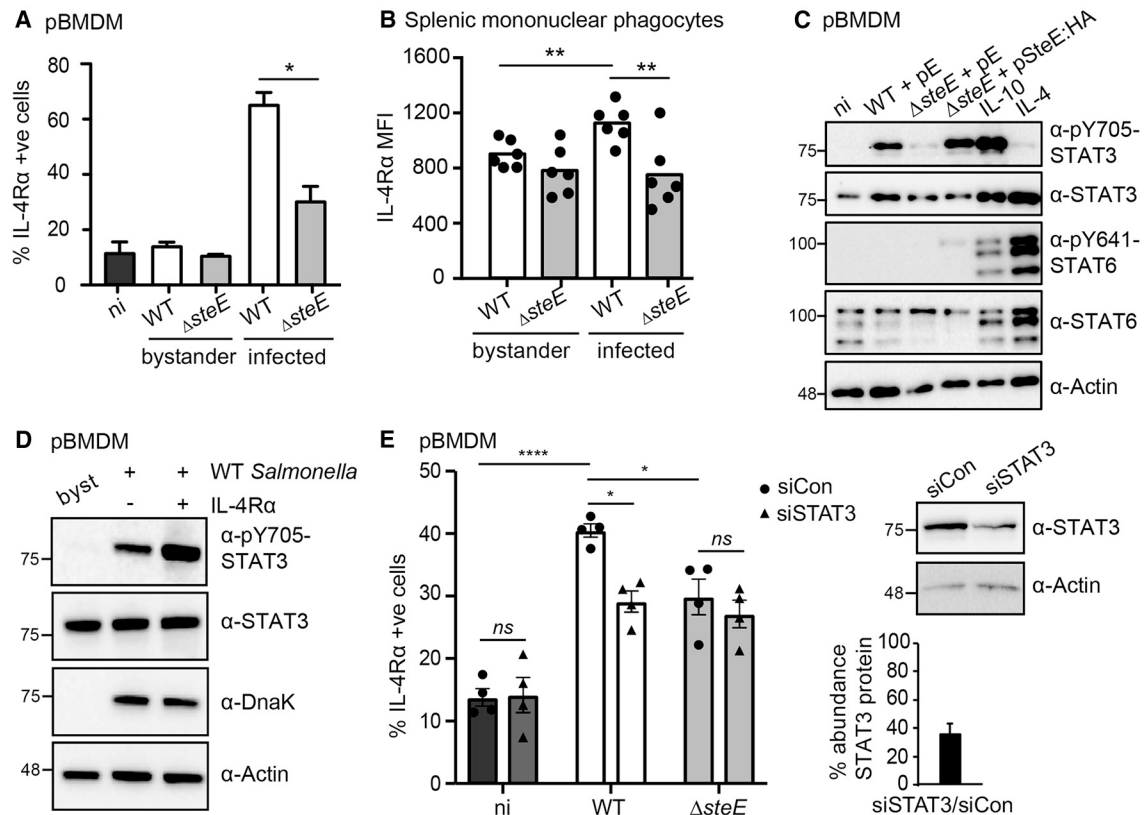 A pBMDM
% IL-4Rα +ve cells
80
60
40
20
0
*
ni
WT
ΔsteE
WT
ΔsteE
bystander
infected
B Splenic mononuclear phagocytes
IL-4Rα MFI
1600
1200
800
400
0
**
**
WT
ΔsteE
WT
ΔsteE
bystander
infected
C
ni
WT + pE
ΔsteE + pE
ΔsteE + pSteE:HA
IL-10
IL-4
75
α-pY705-
STAT3
75
α-STAT3
100
α-pY641-
STAT6
100
α-STAT6
48
α-Actin
D pBMDM
byst
+
+
WT Salmonella
-
+
IL-4Rα
75
α-pY705-
STAT3
75
α-STAT3
75
α-DnaK
48
α-Actin
E pBMDM
% IL-4Rα +ve cells
50
40
30
20
10
0
****
*
*
ns
ns
ni
WT
ΔsteE
siCon
siSTAT3
siCon
siSTAT3
75
α-STAT3
48
α-Actin
% abundance
STAT3 protein
100
80
60
40
20
0
siSTAT3/siCon